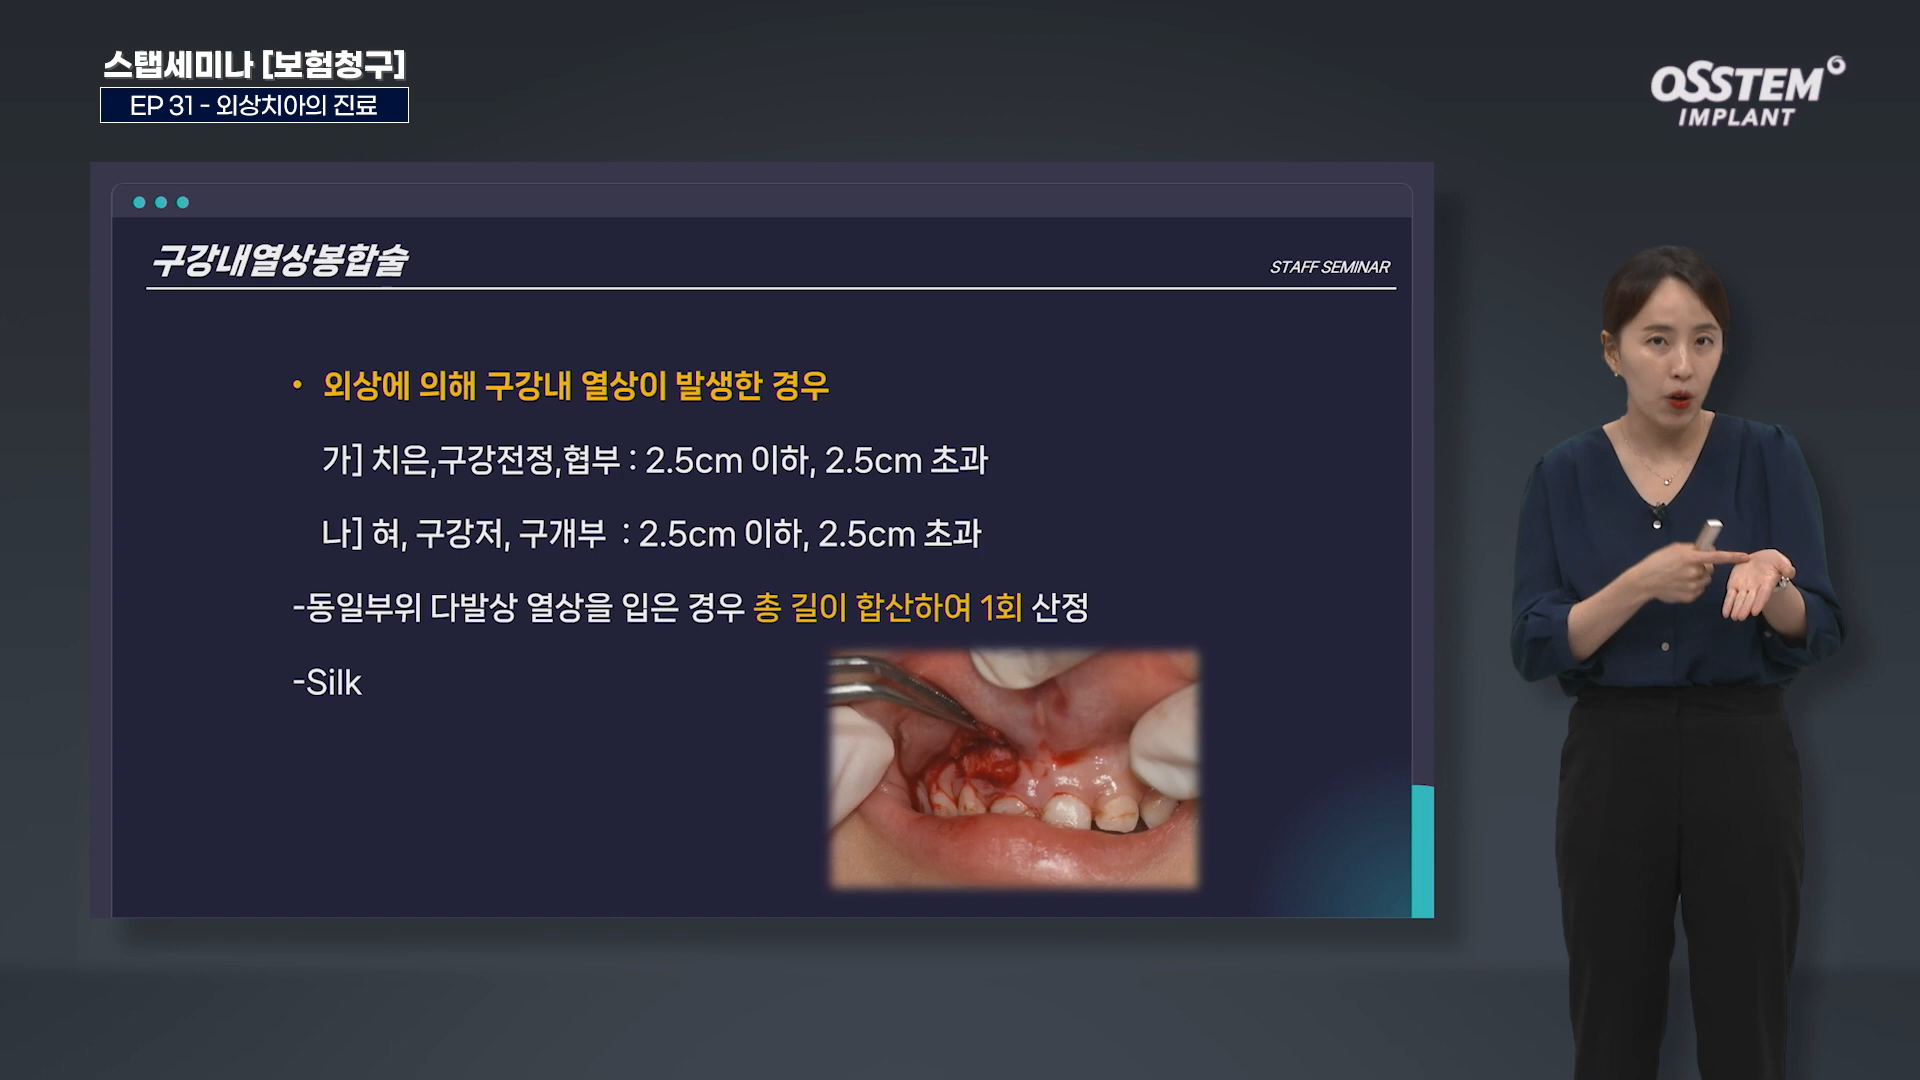 스탭세미나 [보험청구]
EP 31 - 외상치아의 진료
OSSTEM
IMPLANT
구강내열상봉합술
STAFF SEMINAR
• 외상에 의해 구강내 열상이 발생한 경우
가] 치은,구강전정,협부 : 2.5cm 이하, 2.5cm 초과
나] 혀, 구강저, 구개부 : 2.5cm 이하, 2.5cm 초과
-동일부위 다발상 열상을 입은 경우 총 길이 합산하여 1회 산정
-Silk